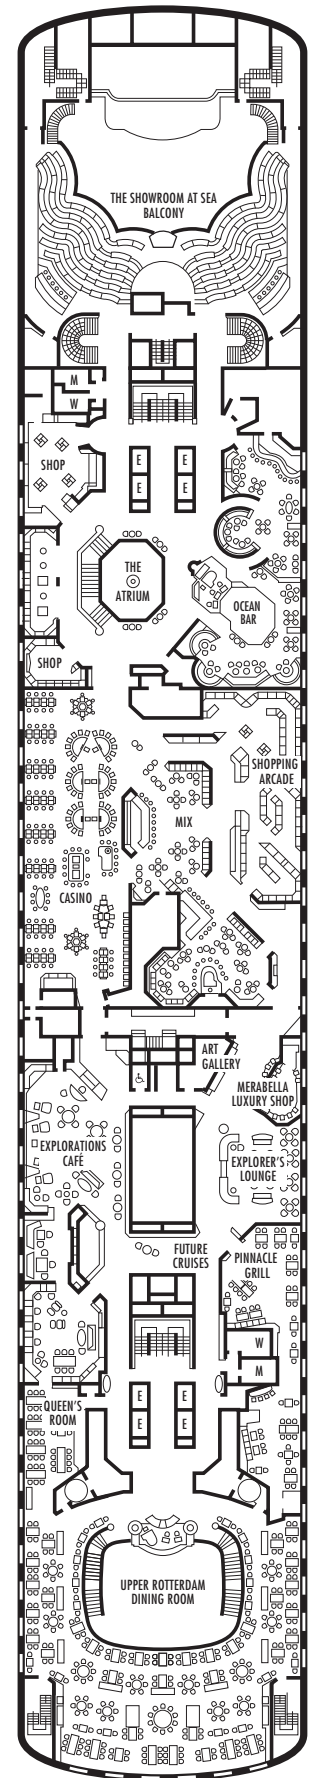 THE SHOWROOM AT SEA
BALCONY
M
W
SHOP
E
E
E
E
THE
ATRIUM
OCEAN
BAR
SHOP
SHOPPING
ARCADE
MIX
CASINO
ART
GALLERY
MERABELLA
LUXURY SHOP
EXPLORATIONS
CAFÉ
EXPLORER'S
LOUNGE
FUTURE
CRUISES
PINNACLE
GRILL
W
M
QUEEN'S
ROOM
E
E
E
E
UPPER ROTTERDAM
DINING ROOM